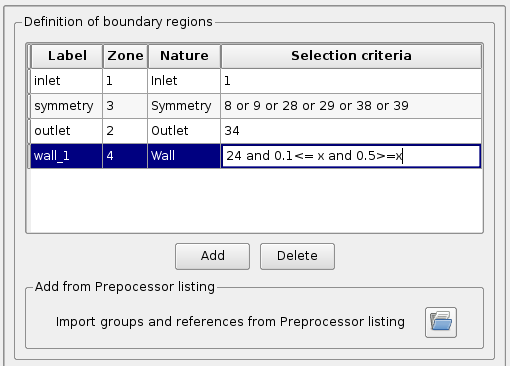 Definition of boundary regions
Label Zone Nature Selection criteria
inlet 1 Inlet 1
symmetry 3 Symmetry 8 or 9 or 28 or 29 or 38 or 39
outlet 2 Outlet 34
wall_1 4 Wall 24 and 0.1<= x and 0.5>=x
Add Delete
Add from Prepocessor listing
Import groups and references from Preprocessor listing